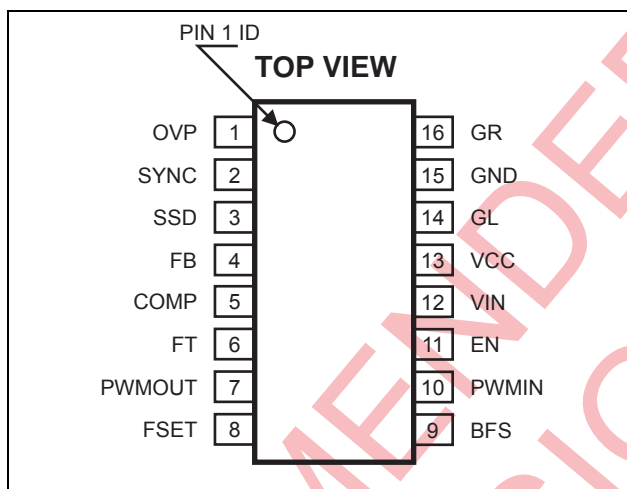 PIN 1 ID
TOP VIEW
OVP 1 16 GR
SYNC 2 15 GND
SSD 3 14 GL
FB 4 13 VCC
COMP 5 12 VIN
FT 6 11 EN
PWMOUT 7 10 PWMIN
FSET 8 9 BFS